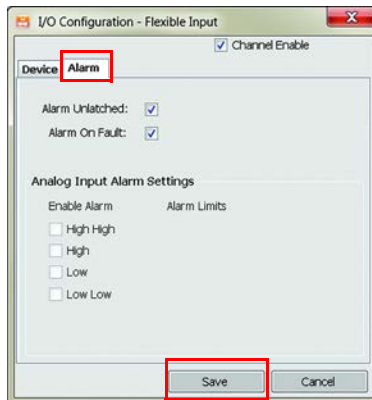 I/O Configuration - Flexible Input
Channel Enable
Device Alarm
Alarm Unlatched:
Alarm On Fault:
Analog Input Alarm Settings
Enable Alarm Alarm Limits
High High
High
Low
Low Low
Save Cancel